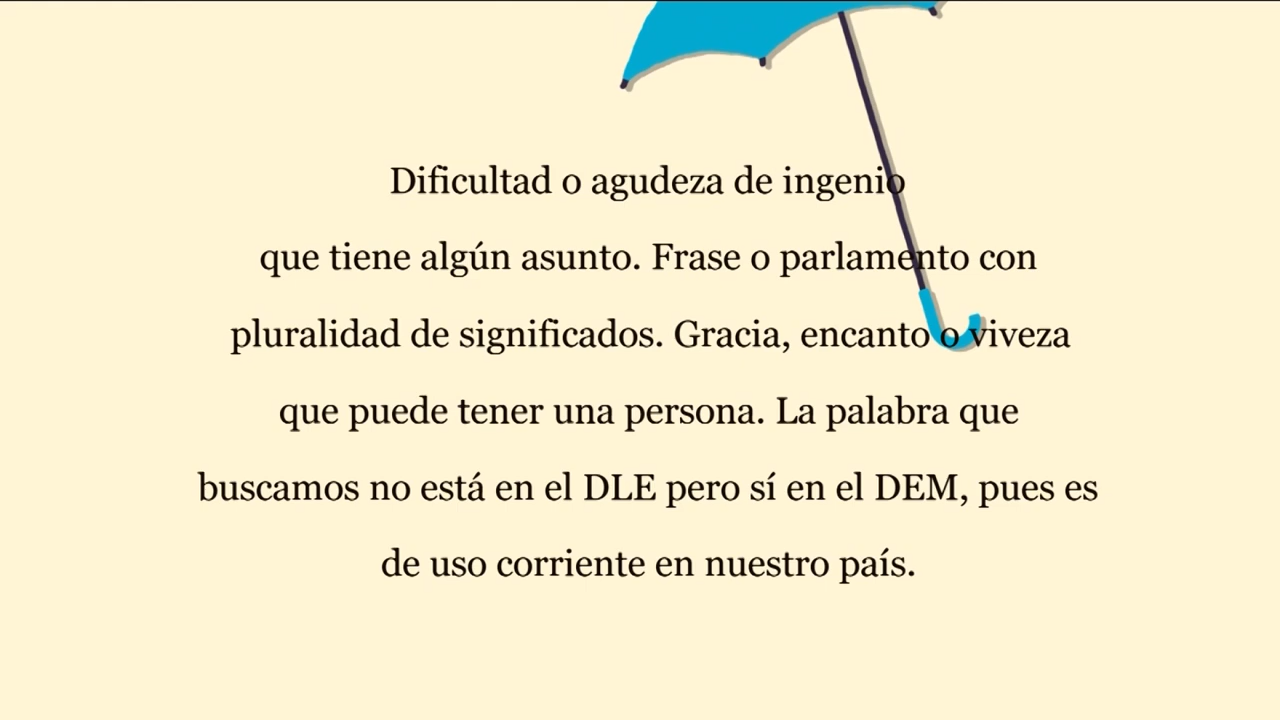 Dificultad o agudeza de ingenio
que tiene algún asunto. Frase o parlamento con
pluralidad de significados. Gracia, encanto o viveza
que puede tener una persona. La palabra que
buscamos no está en el DLE pero sí en el DEM, pues es
de uso corriente en nuestro país.